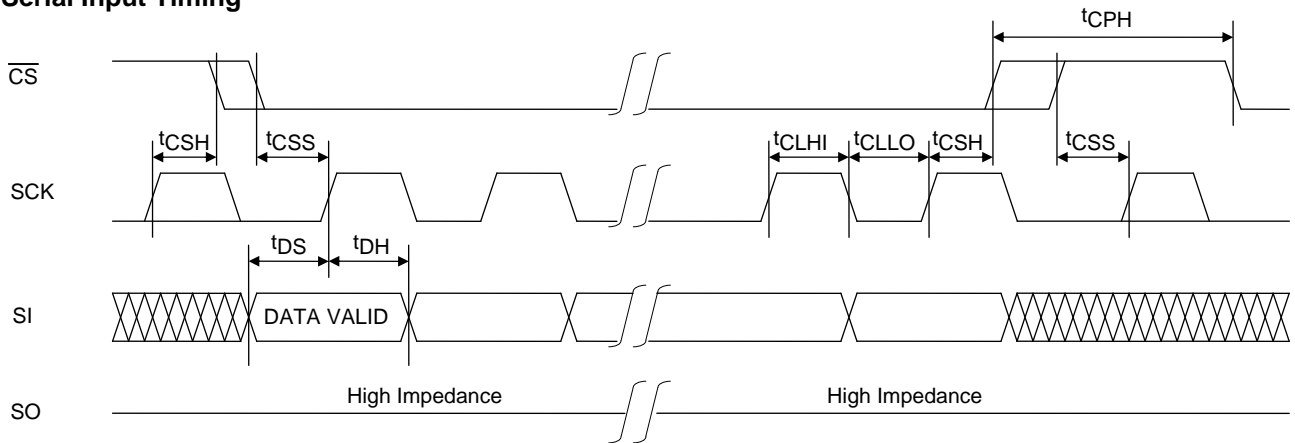 Serial Input Timing
tCPH
CS
tCSH tCSS tCLHI tCLLO tCSH tCSS
SCK
tDS tDH
SI DATA VALID
High Impedance High Impedance
SO